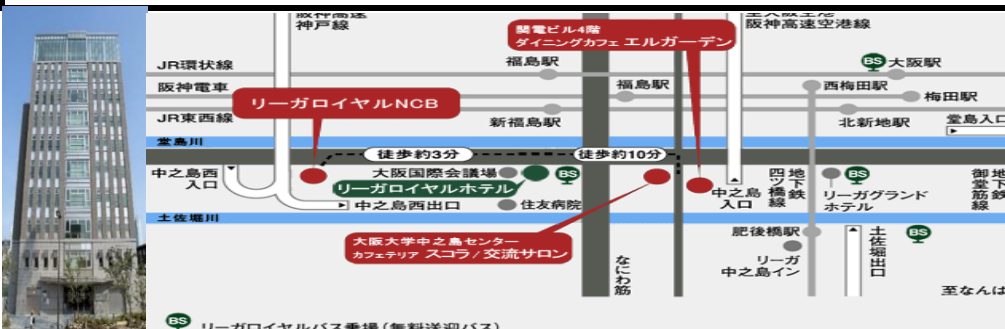 阪神高速
神戸線
関電ビル4階
ダイニングカフェ エルガーデン
阪神高速空港線
JR環状線
福島駅
BS 大阪駅
阪神電車
リーガロイヤルNCB
福島駅
西梅田駅
梅田駅
JR東西線
新福島駅
北新地駅
堂島入口
堂島川
徒歩約3分
徒歩約10分
中之島西
入口
大阪国際会議場
BS
リーガロイヤルホテル
中之島西出口
住友病院
中之島
入口
地下鉄
四ツ橋線
BS
リーガグランド
ホテル
地下鉄
御堂筋線
土佐堀川
大阪大学中之島センター
カフェテリア スコラ/交流サロン
なにわ筋
肥後橋駅
リーガ
中之島イン
土佐堀出口
BS
至なんば
BS リーガロイヤルバス乗場(無料送迎バス)